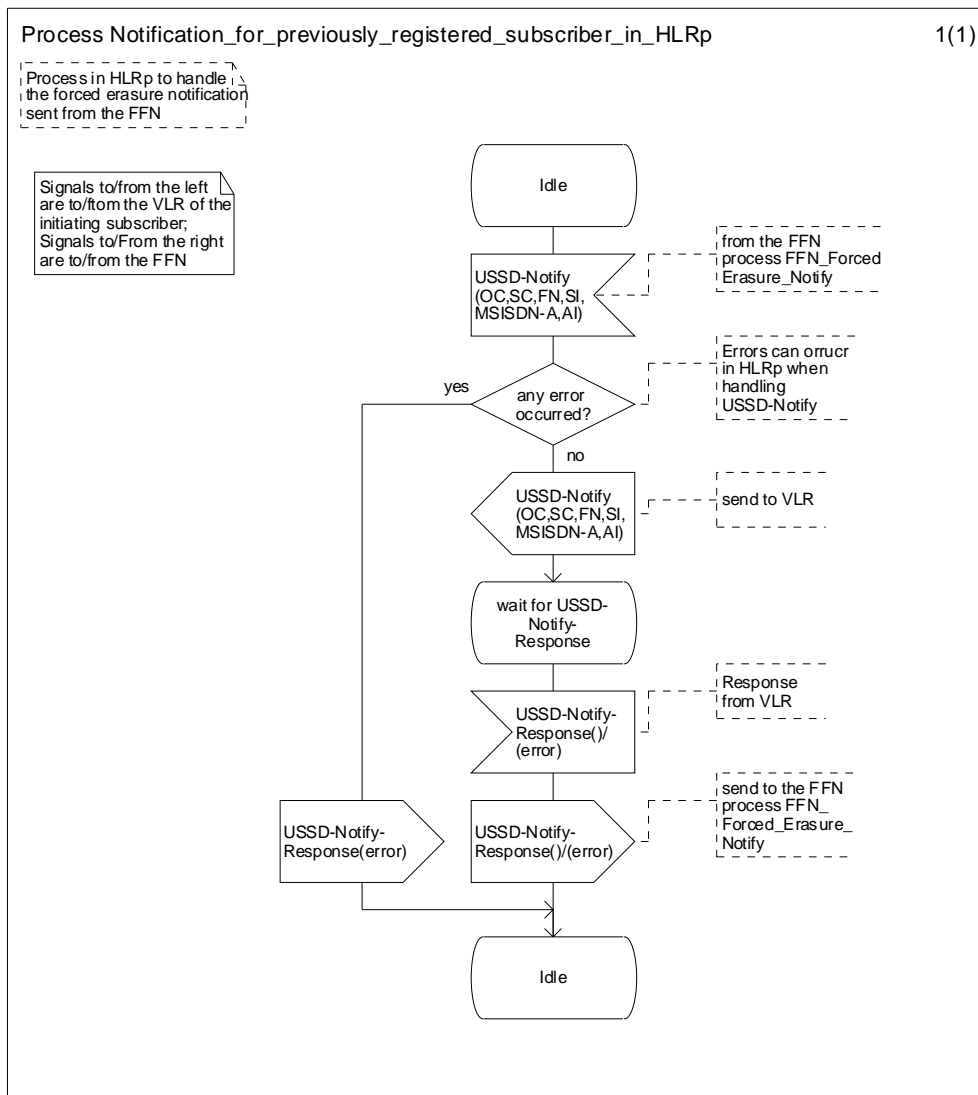 Process Notification_for_previously_registered_subscriber_in_HLRp
1(1)
Process in HLRp to handle
the forced erasure notification
sent from the FFN
Signals to/from the left
are to/ftom the VLR of the
initiating subscriber;
Signals to/From the right
are to/from the FFN
Idle
USSD-Notify
(OC,SC,FN,SI,
MSISDN-A,AI)
from the FFN
process FFN_Forced
Erasure_Notify
yes
any error
occurred?
Errors can orrucr
in HLRp when
handling
USSD-Notify
no
USSD-Notify
(OC,SC,FN,SI,
MSISDN-A,AI)
send to VLR
wait for USSD-
Notify-
Response
USSD-Notify-
Response()/
(error)
Response
from VLR
USSD-Notify-
Response(error)
USSD-Notify-
Response()/(error)
send to the FFN
process FFN_
Forced_Erasure_
Notify
Idle